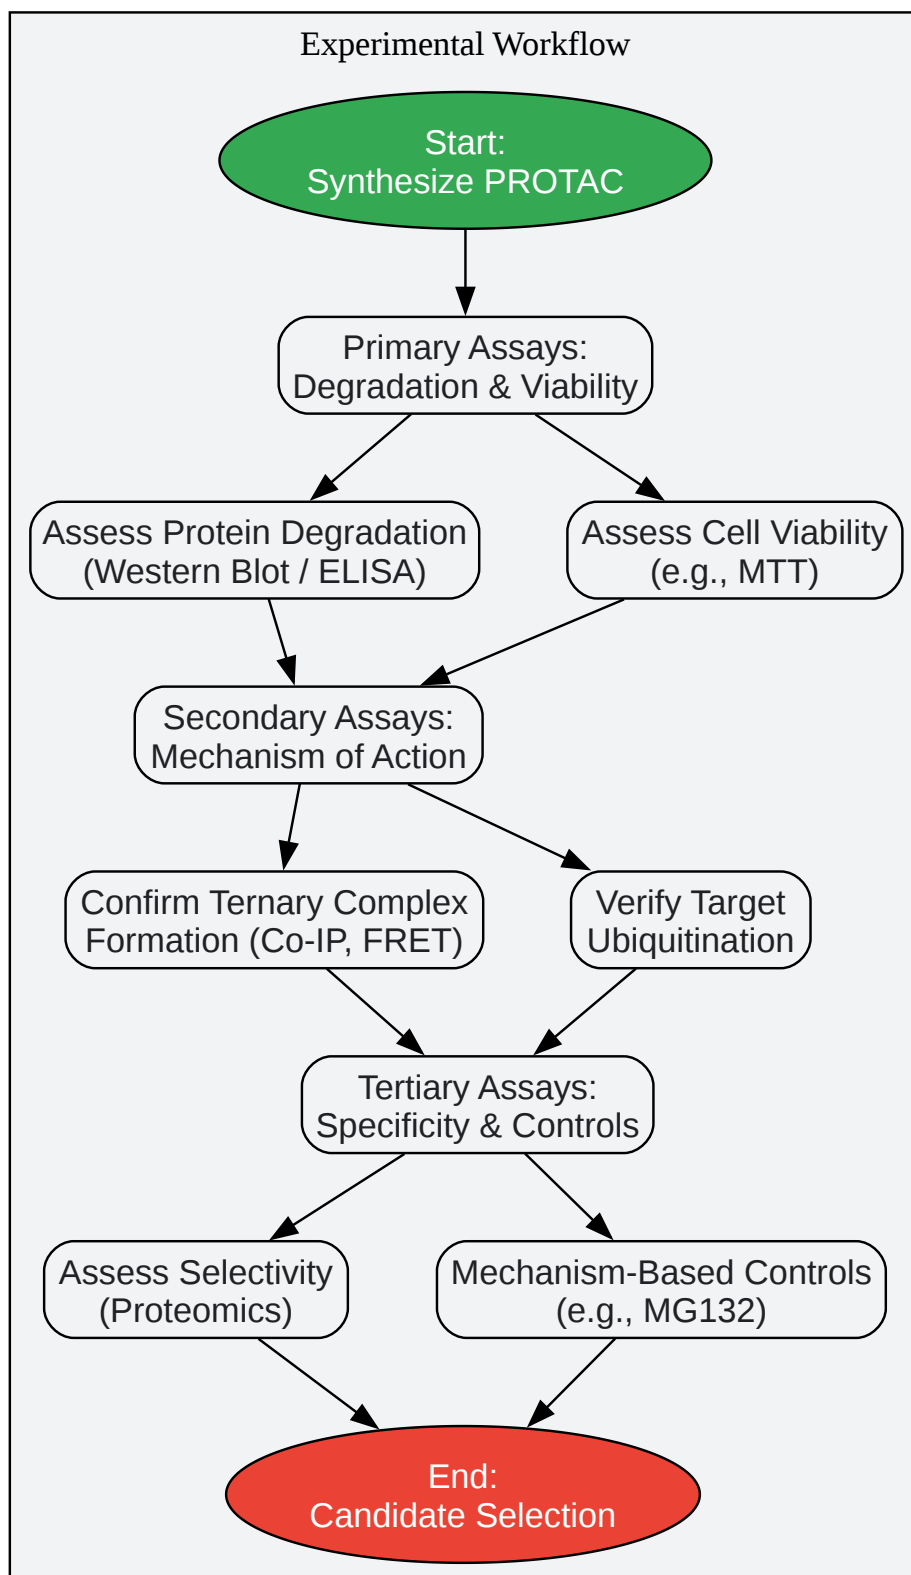 Experimental Workflow
Start:
Synthesize PROTAC
Primary Assays:
Degradation & Viability
Assess Protein Degradation
(Western Blot / ELISA)
Assess Cell Viability
(e.g., MTT)
Secondary Assays:
Mechanism of Action
Confirm Ternary Complex
Formation (Co-IP, FRET)
Verify Target
Ubiquitination
Tertiary Assays:
Specificity & Controls
Assess Selectivity
(Proteomics)
Mechanism-Based Controls
(e.g., MG132)
End:
Candidate Selection